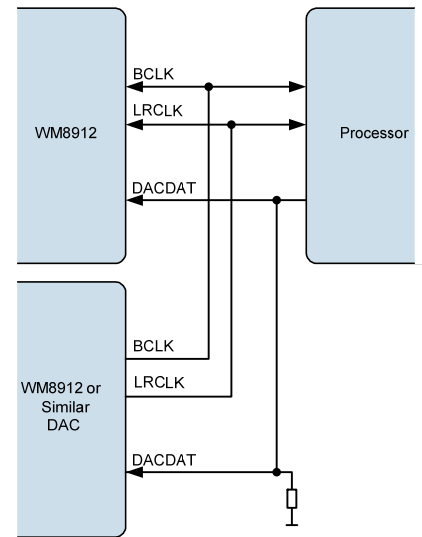 BCLK
LRCLK
WM8912
Processor
DACDAT
BCLK
LRCLK
WM8912 or
Similar
DAC
DACDAT